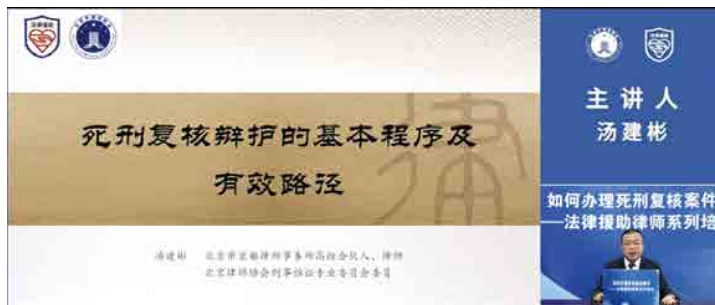 死刑复核辩护的基本程序及
有效路径
汤建彬 北京市京都律师事务所高级合伙人、律师
北京律师协会刑事诉讼专业委员会委员
主讲人
汤建彬
如何办理死刑复核案件
—法律援助律师系列培